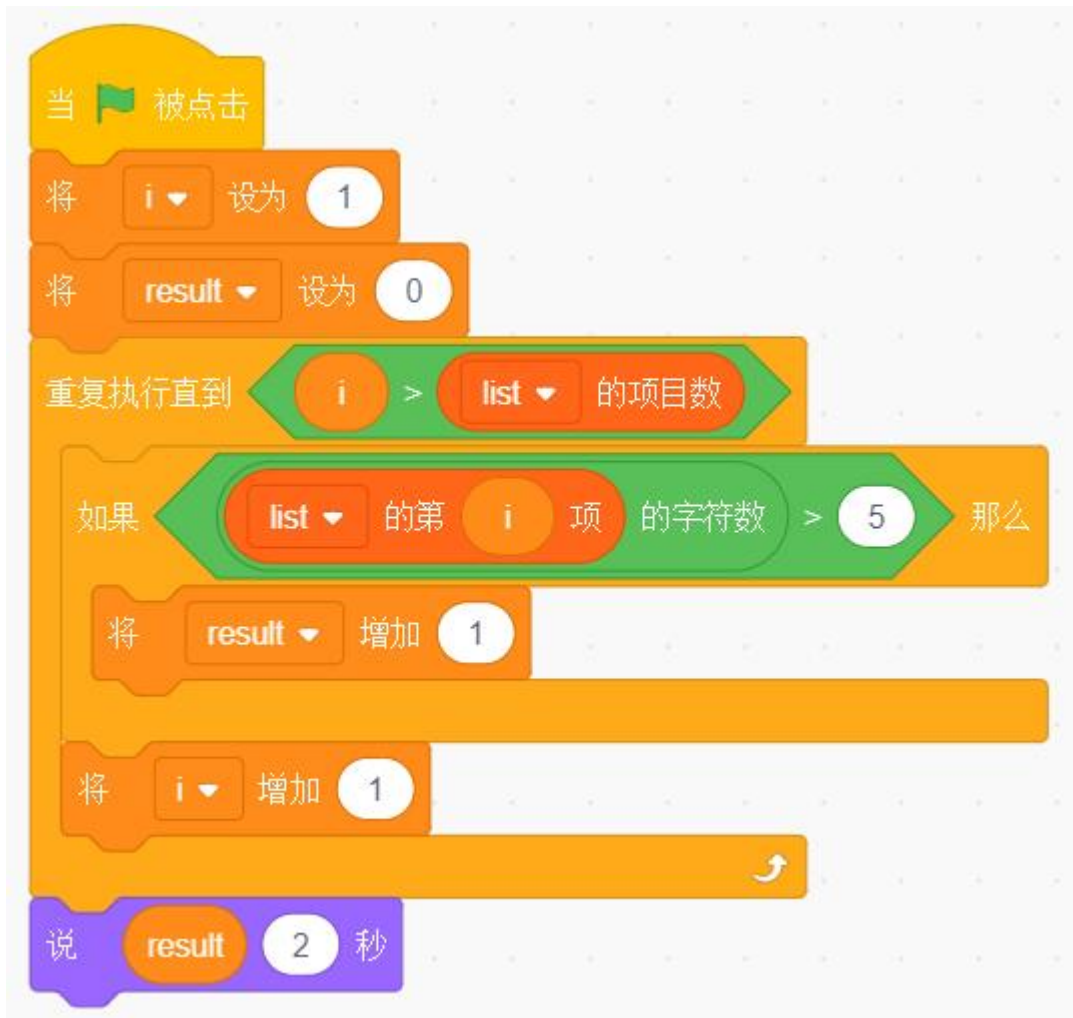 当 被点击
将 i 设为 1
将 result 设为 0
重复执行直到 i > list 的项目数
如果 list 的第 i 项 的字符数 > 5 那么
将 result 增加 1
将 i 增加 1
说 result 2 秒